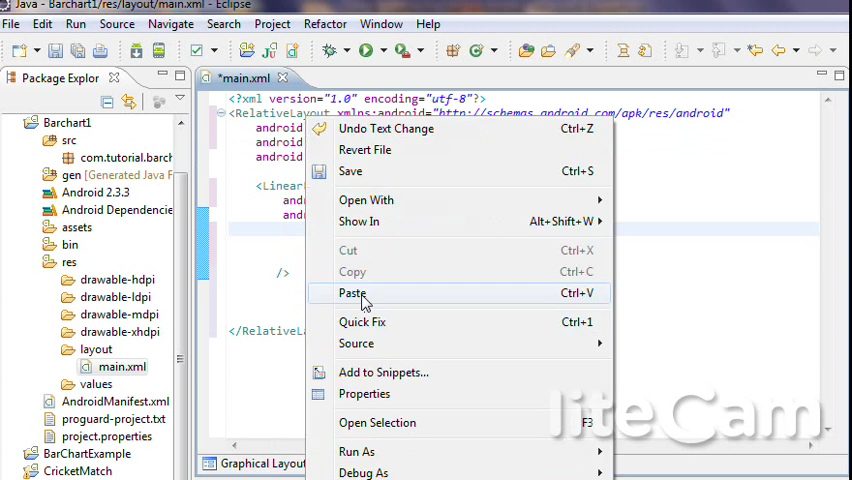 Java - Barchart1/res/layout/main.xml - Eclipse
File Edit Run Source Navigate Search Project Refactor Window Help
Package Explor
*main.xml
Barchart1
src
com.tutorial.barch
gen [Generated Java F
Android 2.3.3
Android Dependencie
assets
bin
res
drawable-hdpi
drawable-ldpi
drawable-mdpi
drawable-xhdpi
layout
main.xml
values
AndroidManifest.xml
proguard-project.txt
project.properties
BarChartExample
CricketMatch
<?xml version="1.0" encoding="utf-8"?>
<RelativeLayout xmlns:android="http://schemas.android.com/apk/res/android"
android
android
android
<Linear
and
and
/>
</RelativeLa
Undo Text Change Ctrl+Z
Revert File
Save Ctrl+S
Open With
Show In Alt+Shift+W
Cut Ctrl+X
Copy Ctrl+C
Paste Ctrl+V
Quick Fix Ctrl+1
Source
Add to Snippets...
Properties
Open Selection F3
Run As
Debug As
Graphical Layou
liteCam